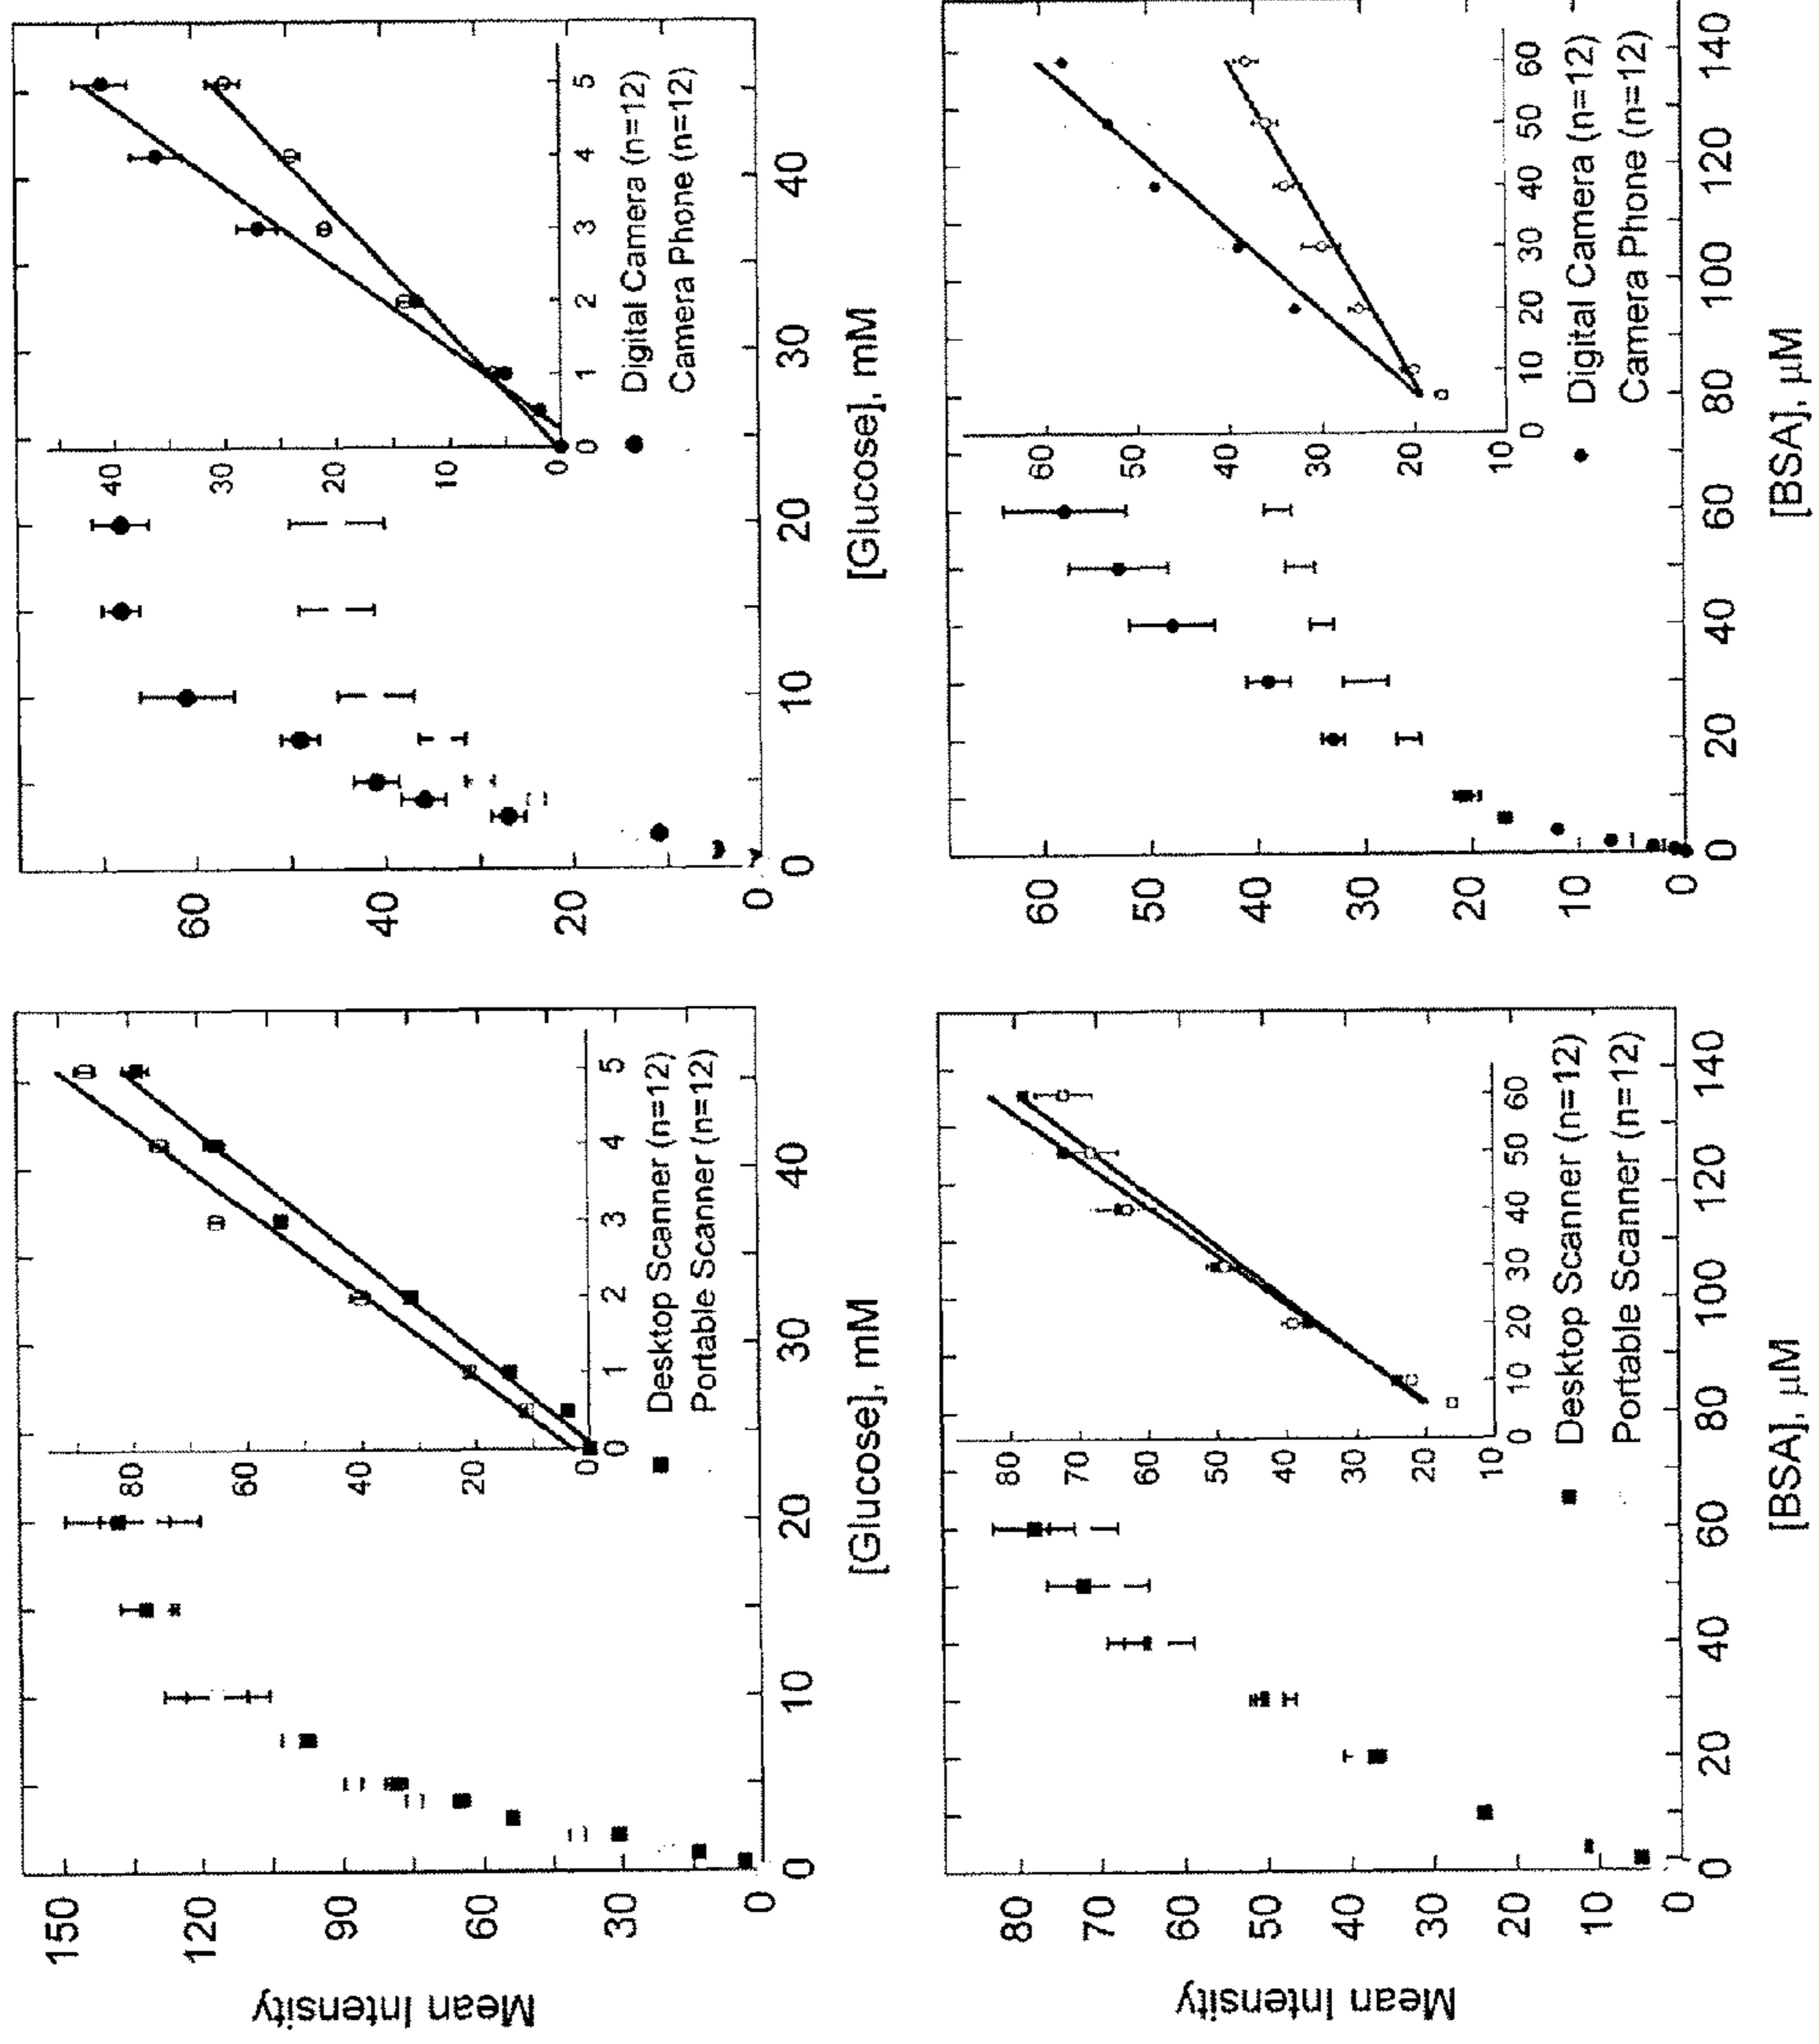 Mean Intensity
150
120
90
60
30
0
80
60
40
20
0
0 1 2 3 4 5
Desktop Scanner (n=12)
Portable Scanner (n=12)
0 10 20 30 40
[Glucose], mM
60
40
20
0
40
30
20
10
0
0 1 2 3 4 5
Digital Camera (n=12)
Camera Phone (n=12)
0 10 20 30 40
[Glucose], mM
Mean Intensity
80
70
60
50
40
30
20
10
0
80
70
60
50
40
30
20
10
0 10 20 30 40 50 60
Desktop Scanner (n=12)
Portable Scanner (n=12)
0 20 40 60 80 100 120 140
[BSA], μM
60
50
40
30
20
10
0
60
50
40
30
20
10
0 10 20 30 40 50 60
Digital Camera (n=12)
Camera Phone (n=12)
0 20 40 60 80 100 120 140
[BSA], μM